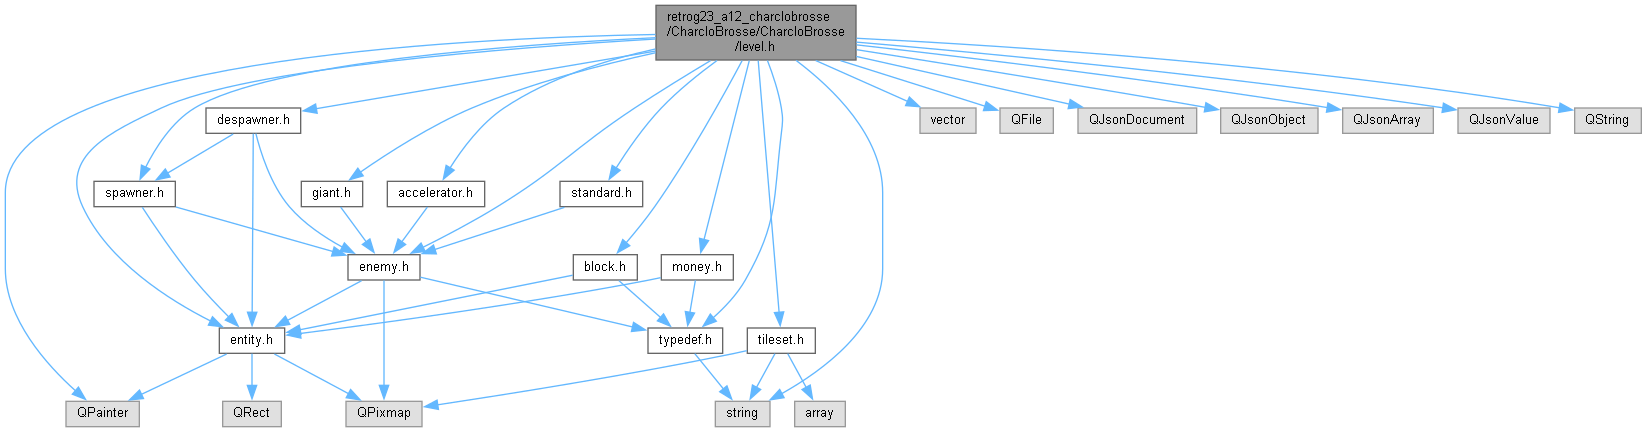 retrog23_a12_charclobrosse
/CharcloBrosse/CharcloBrosse
/level.h
despawner.h
vector
QFile
QJsonDocument
QJsonObject
QJsonArray
QJsonValue
QString
spawner.h
giant.h
accelerator.h
standard.h
enemy.h
block.h
money.h
entity.h
typedef.h
tileset.h
QPainter
QRect
QPixmap
string
array